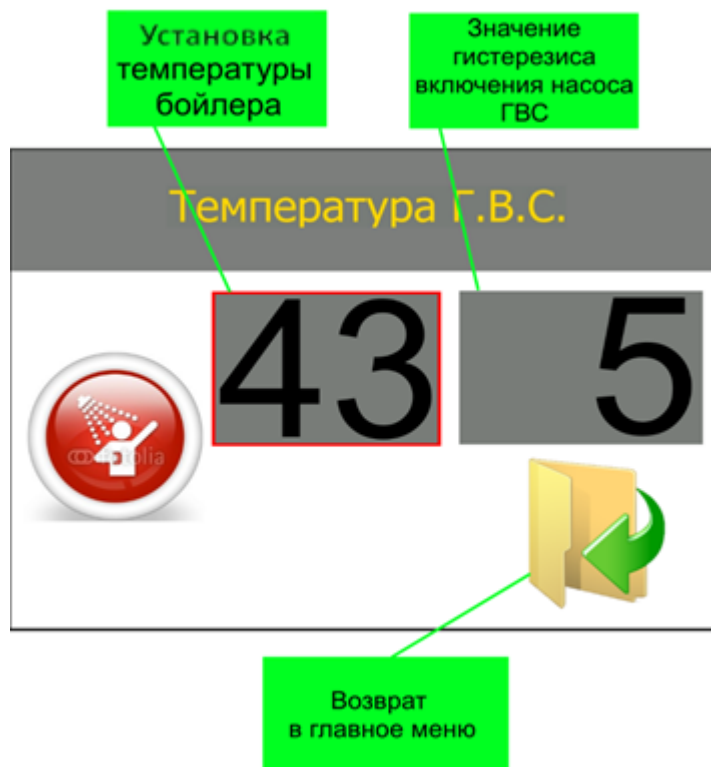 Установка
температуры
бойлера
Значение
гистерезиса
включения насоса
ГВС
Температура Г.В.С.
43
5
Возврат
в главное меню